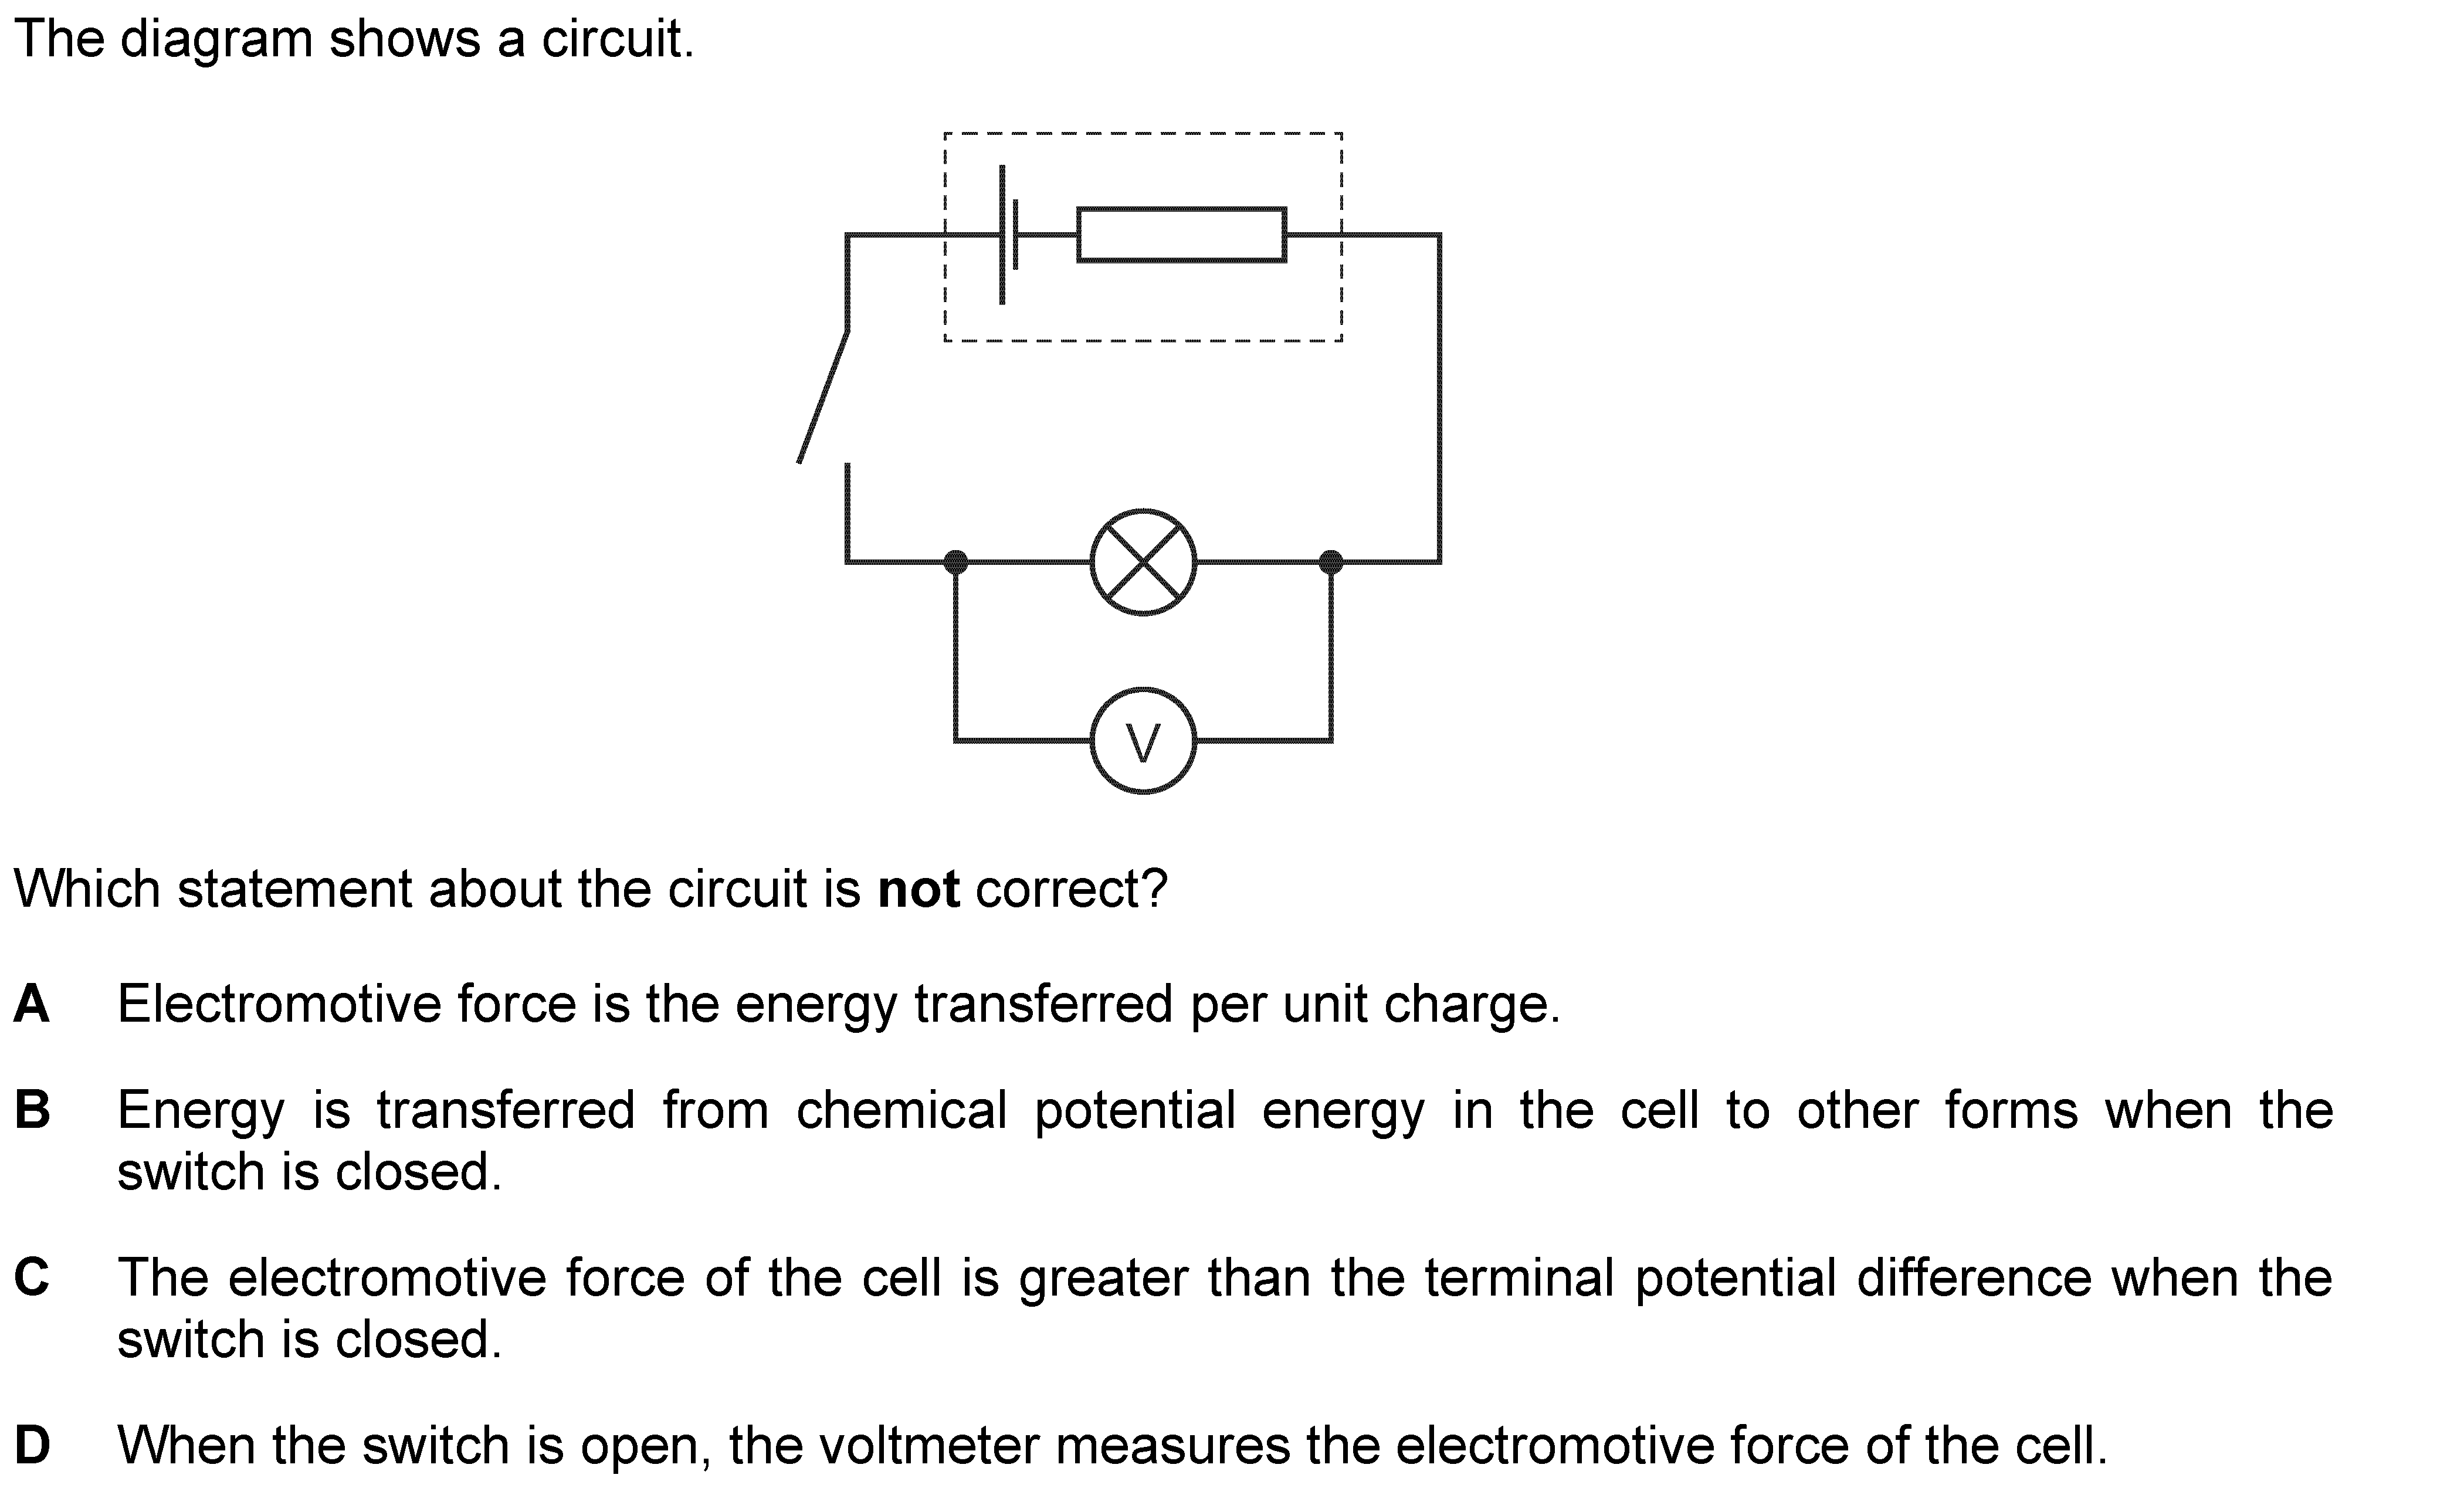 The diagram shows a circuit.
V
Which statement about the circuit is not correct?
A Electromotive force is the energy transferred per unit charge.
B Energy is transferred from chemical potential energy in the cell to other forms when the
switch is closed.
C The electromotive force of the cell is greater than the terminal potential difference when the
switch is closed.
D When the switch is open, the voltmeter measures the electromotive force of the cell.